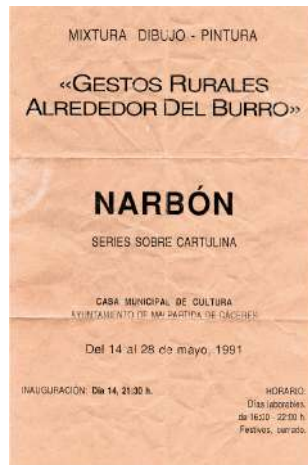 MIXTURA DIBUJO - PINTURA
«GESTOS RURALES
ALREDEDOR DEL BURRO»
NARBÓN
SERIES SOBRE CARTULINA
CASA MUNICIPAL DE CULTURA
AYUNTAMIENTO DE MALPARTIDA DE CÁCERES
Del 14 al 28 de mayo, 1991
INAUGURACIÓN: Día 14, 21:30 h.
HORARIO:
Días laborables,
de 16:30 - 22:00 h.
Festivos, cerrado.